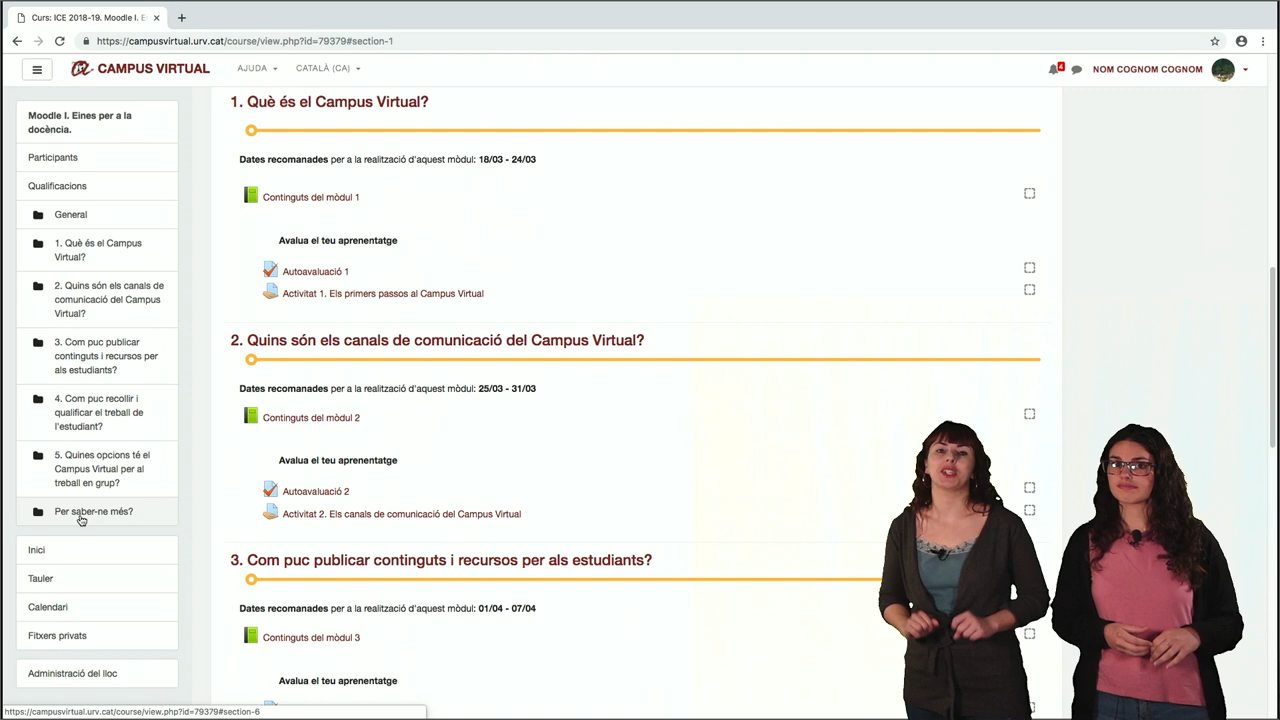 Curs: ICE 2018-19. Moodle I. E
https://campusvirtual.urv.cat/course/view.php?id=79379#section-1
CAMPUS VIRTUAL
AJUDA
CATALÀ (CA)
4
NOM COGNOM COGNOM
Moodle I. Eines per a la
docència.
Participants
Qualificacions
General
1. Què és el Campus
Virtual?
2. Quins són els canals de
comunicació del Campus
Virtual?
3. Com puc publicar
continguts i recursos per
als estudiants?
4. Com puc recollir i
qualificar el treball de
l'estudiant?
5. Quines opcions té el
Campus Virtual per al
treball en grup?
Per saber-ne més?
Inici
Tauler
Calendari
Fitxers privats
Administració del lloc
https://campusvirtual.urv.cat/course/view.php?id=79379#section-6
1. Què és el Campus Virtual?
Dates recomanades per a la realització d'aquest mòdul: 18/03 - 24/03
Continguts del mòdul 1
Avalua el teu aprenentatge
Autoavaluació 1
Activitat 1. Els primers passos al Campus Virtual
2. Quins són els canals de comunicació del Campus Virtual?
Dates recomanades per a la realització d'aquest mòdul: 25/03 - 31/03
Continguts del mòdul 2
Avalua el teu aprenentatge
Autoavaluació 2
Activitat 2. Els canals de comunicació del Campus Virtual
3. Com puc publicar continguts i recursos per als estudiants?
Dates recomanades per a la realització d'aquest mòdul: 01/04 - 07/04
Continguts del mòdul 3
Avalua el teu aprenentatge